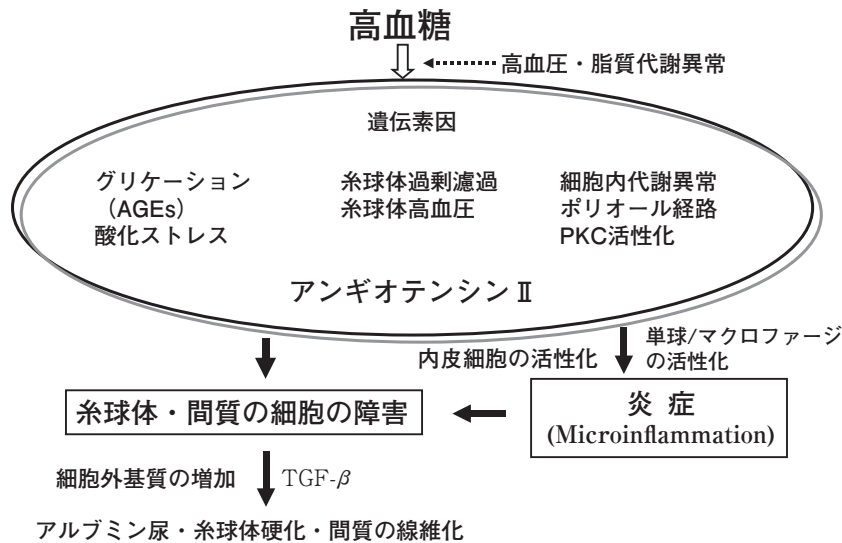 高血糖
高血圧・脂質代謝異常
遺伝素因
グリケーション
（AGEs）
酸化ストレス
糸球体過剰濾過
糸球体高血圧
細胞内代謝異常
ポリオール経路
PKC活性化
アンギオテンシンⅡ
内皮細胞の活性化
単球/マクロファージ
の活性化
糸球体・間質の細胞の障害
炎 症
(Microinflammation)
細胞外基質の増加
TGF-β
アルブミン尿・糸球体硬化・間質の線維化